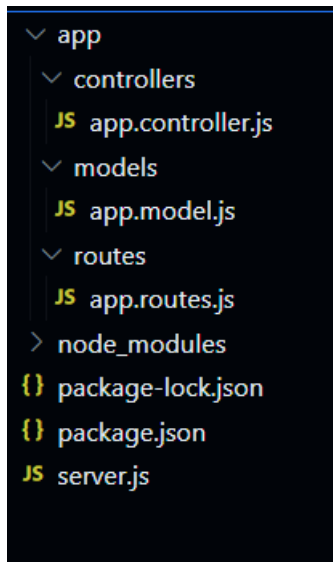 app
controllers
JS app.controller.js
models
JS app.model.js
routes
JS app.routes.js
node_modules
{} package-lock.json
{} package.json
JS server.js